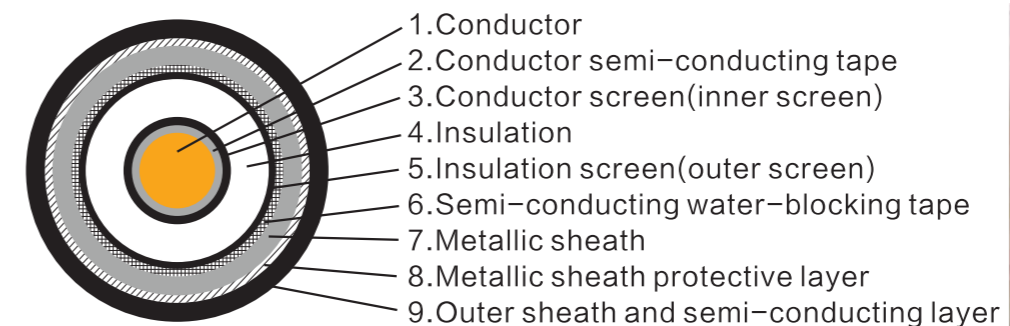 1.Conductor
2.Conductor semi-conducting tape
3.Conductor screen(inner screen)
4.Insulation
5.Insulation screen(outer screen)
6.Semi-conducting water-blocking tape
7.Metallic sheath
8.Metallic sheath protective layer
9.Outer sheath and semi-conducting layer